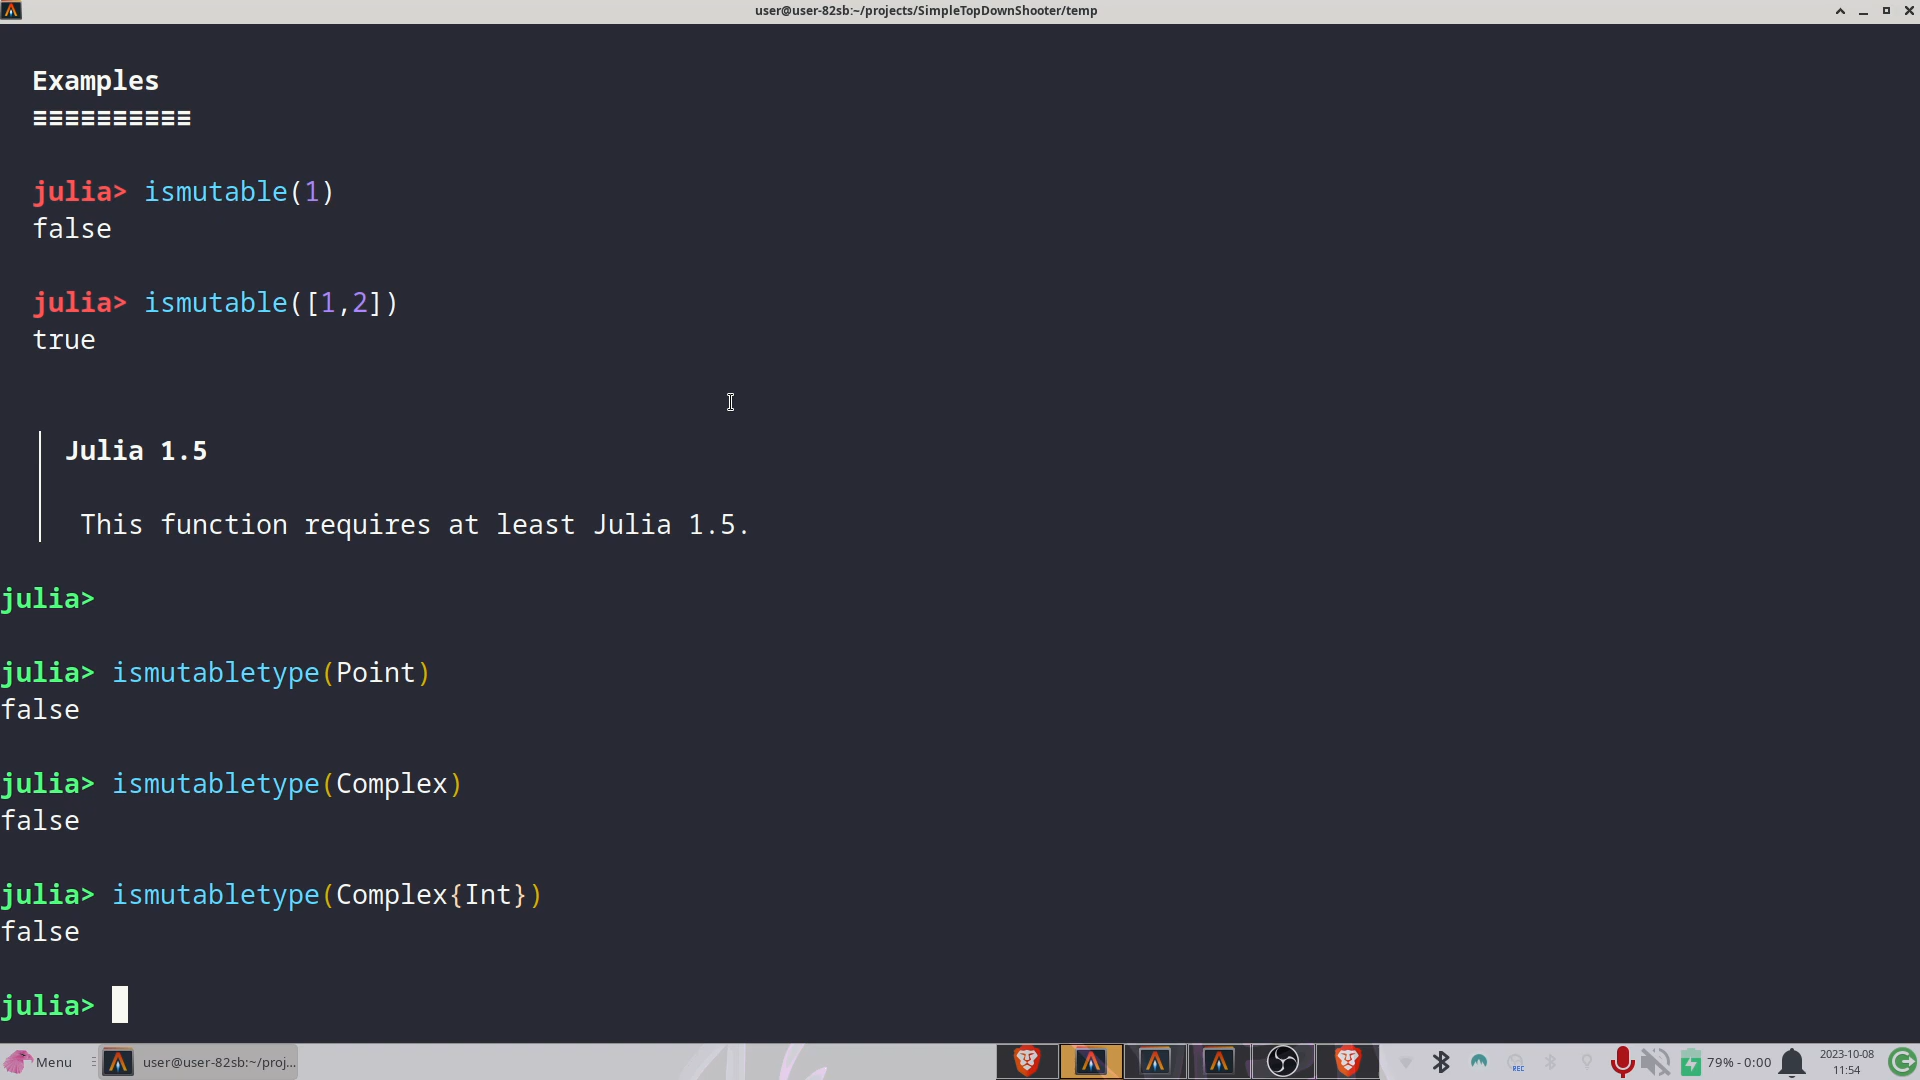 user@user-82sb:~/projects/SimpleTopDownShooter/temp
Examples
≡≡≡≡≡≡≡≡≡≡
julia> ismutable(1)
false
julia> ismutable([1,2])
true
Julia 1.5
This function requires at least Julia 1.5.
julia>
julia> ismutabletype(Point)
false
julia> ismutabletype(Complex)
false
julia> ismutabletype(Complex{Int})
false
julia>
Menu
user@user-82sb:~/proj...
REC
79% - 0:00
2023-10-08
11:54